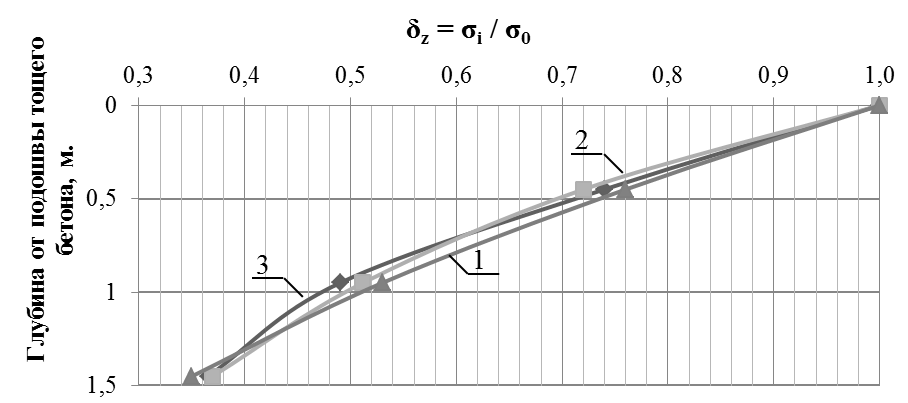 δz = σi / σ0
0,3 0,4 0,5 0,6 0,7 0,8 0,9 1,0
Глубина от подошвы тощего
бетона, м.
0
0,5
1
1,5
2
3
1